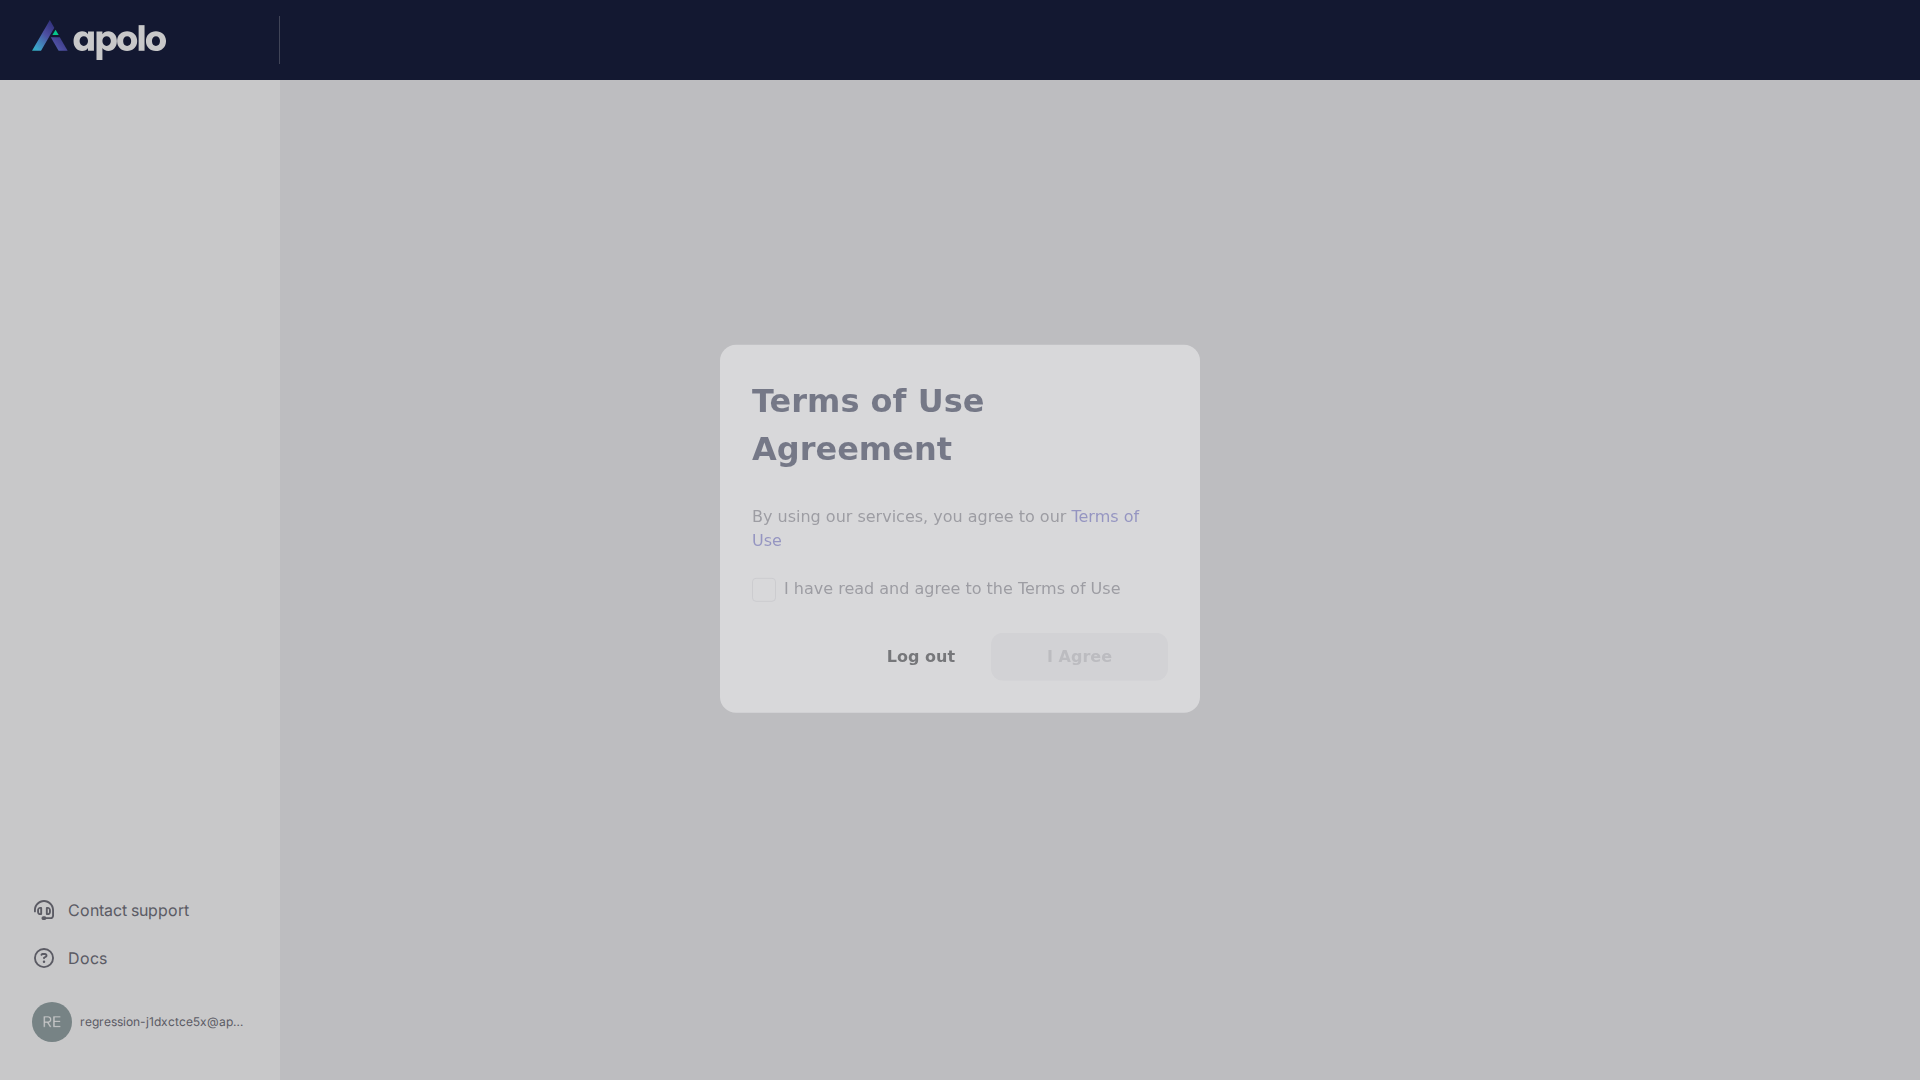 apolo
Terms of Use
Agreement
By using our services, you agree to our Terms of
Use
I have read and agree to the Terms of Use
Log out
I Agree
Contact support
Docs
RE
regression-j1dxctce5x@ap...